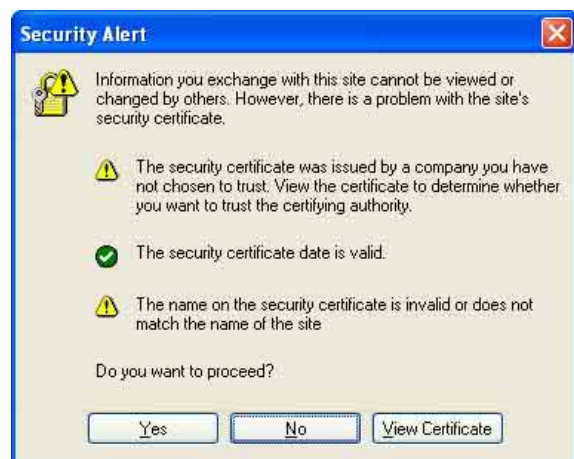 Security Alert
Information you exchange with this site cannot be viewed or
changed by others. However, there is a problem with the site's
security certificate.
The security certificate was issued by a company you have
not chosen to trust. View the certificate to determine whether
you want to trust the certifying authority.
The security certificate date is valid.
The name on the security certificate is invalid or does not
match the name of the site
Do you want to proceed?
Yes
No
View Certificate